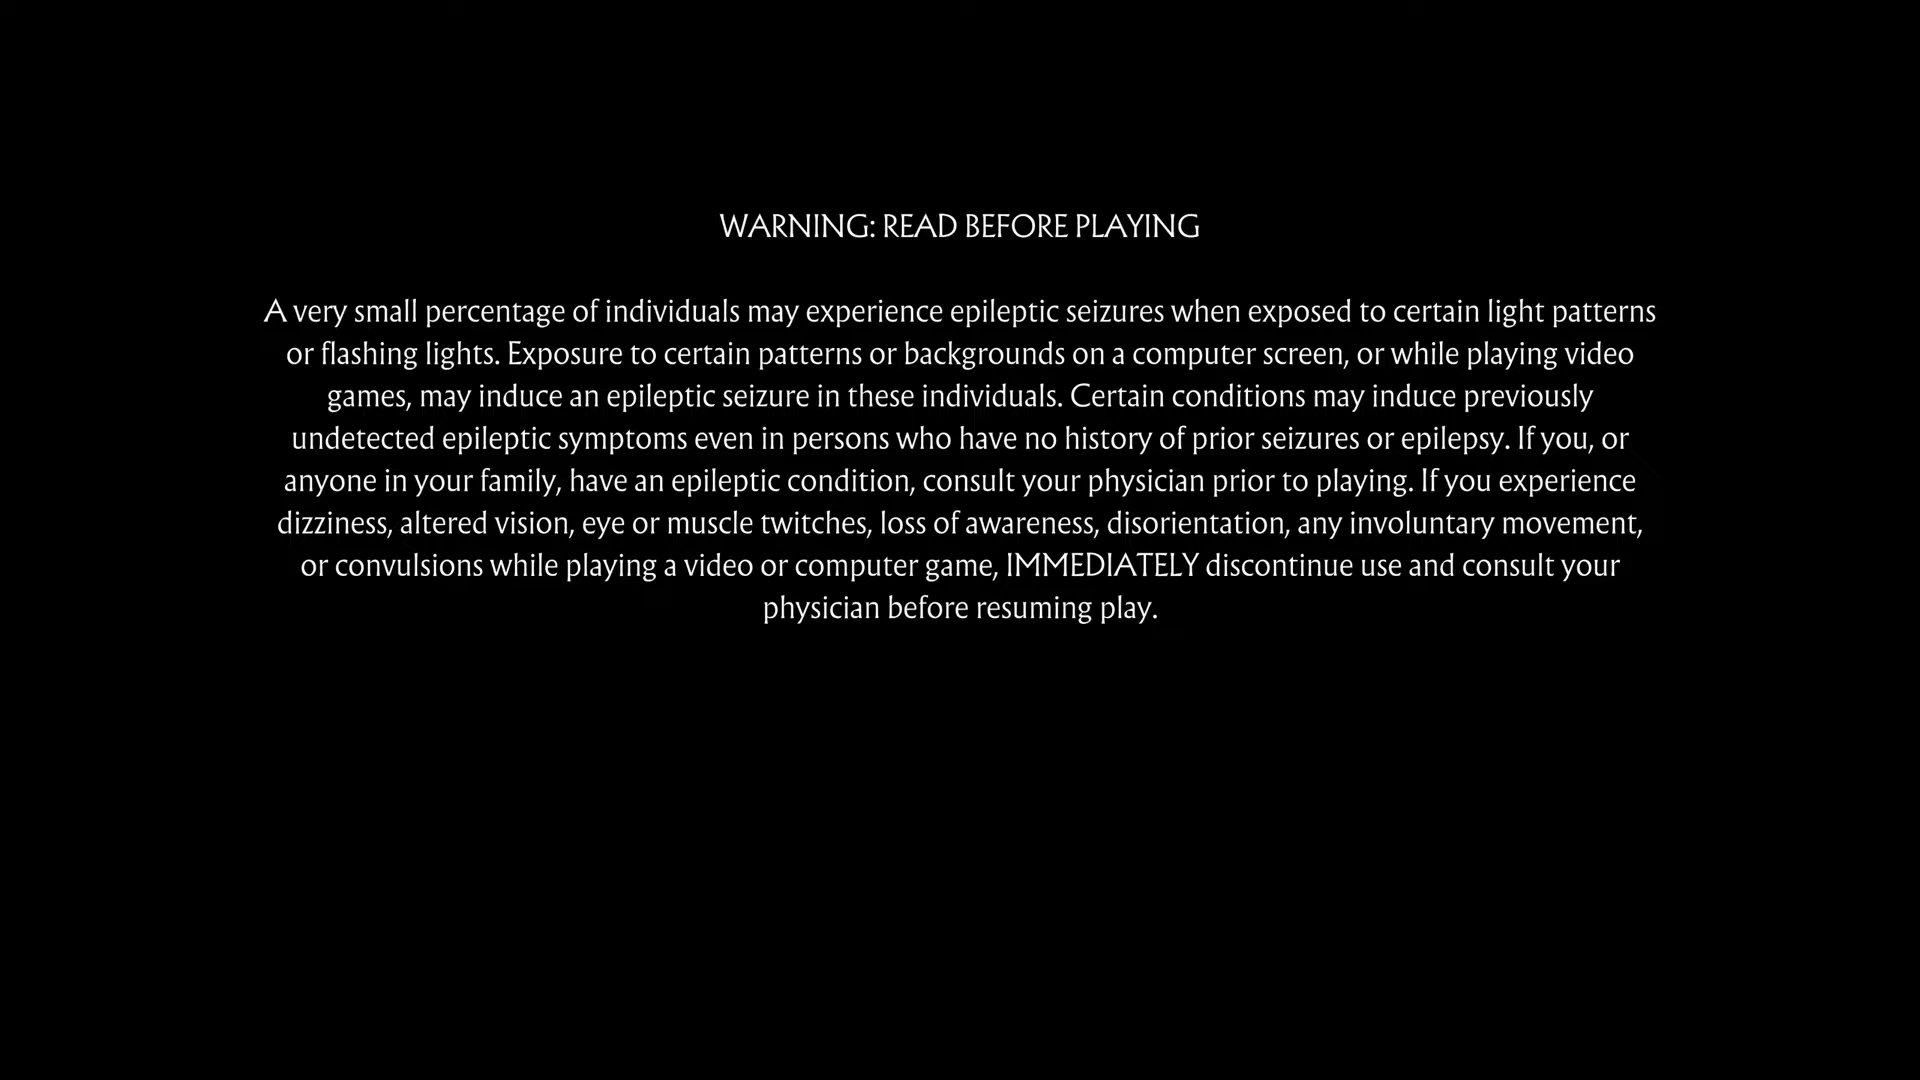 WARNING: READ BEFORE PLAYING
A very small percentage of individuals may experience epileptic seizures when exposed to certain light patterns
or flashing lights. Exposure to certain patterns or backgrounds on a computer screen, or while playing video
games, may induce an epileptic seizure in these individuals. Certain conditions may induce previously
undetected epileptic symptoms even in persons who have no history of prior seizures or epilepsy. If you, or
anyone in your family, have an epileptic condition, consult your physician prior to playing. If you experience
dizziness, altered vision, eye or muscle twitches, loss of awareness, disorientation, any involuntary movement,
or convulsions while playing a video or computer game, IMMEDIATELY discontinue use and consult your
physician before resuming play.